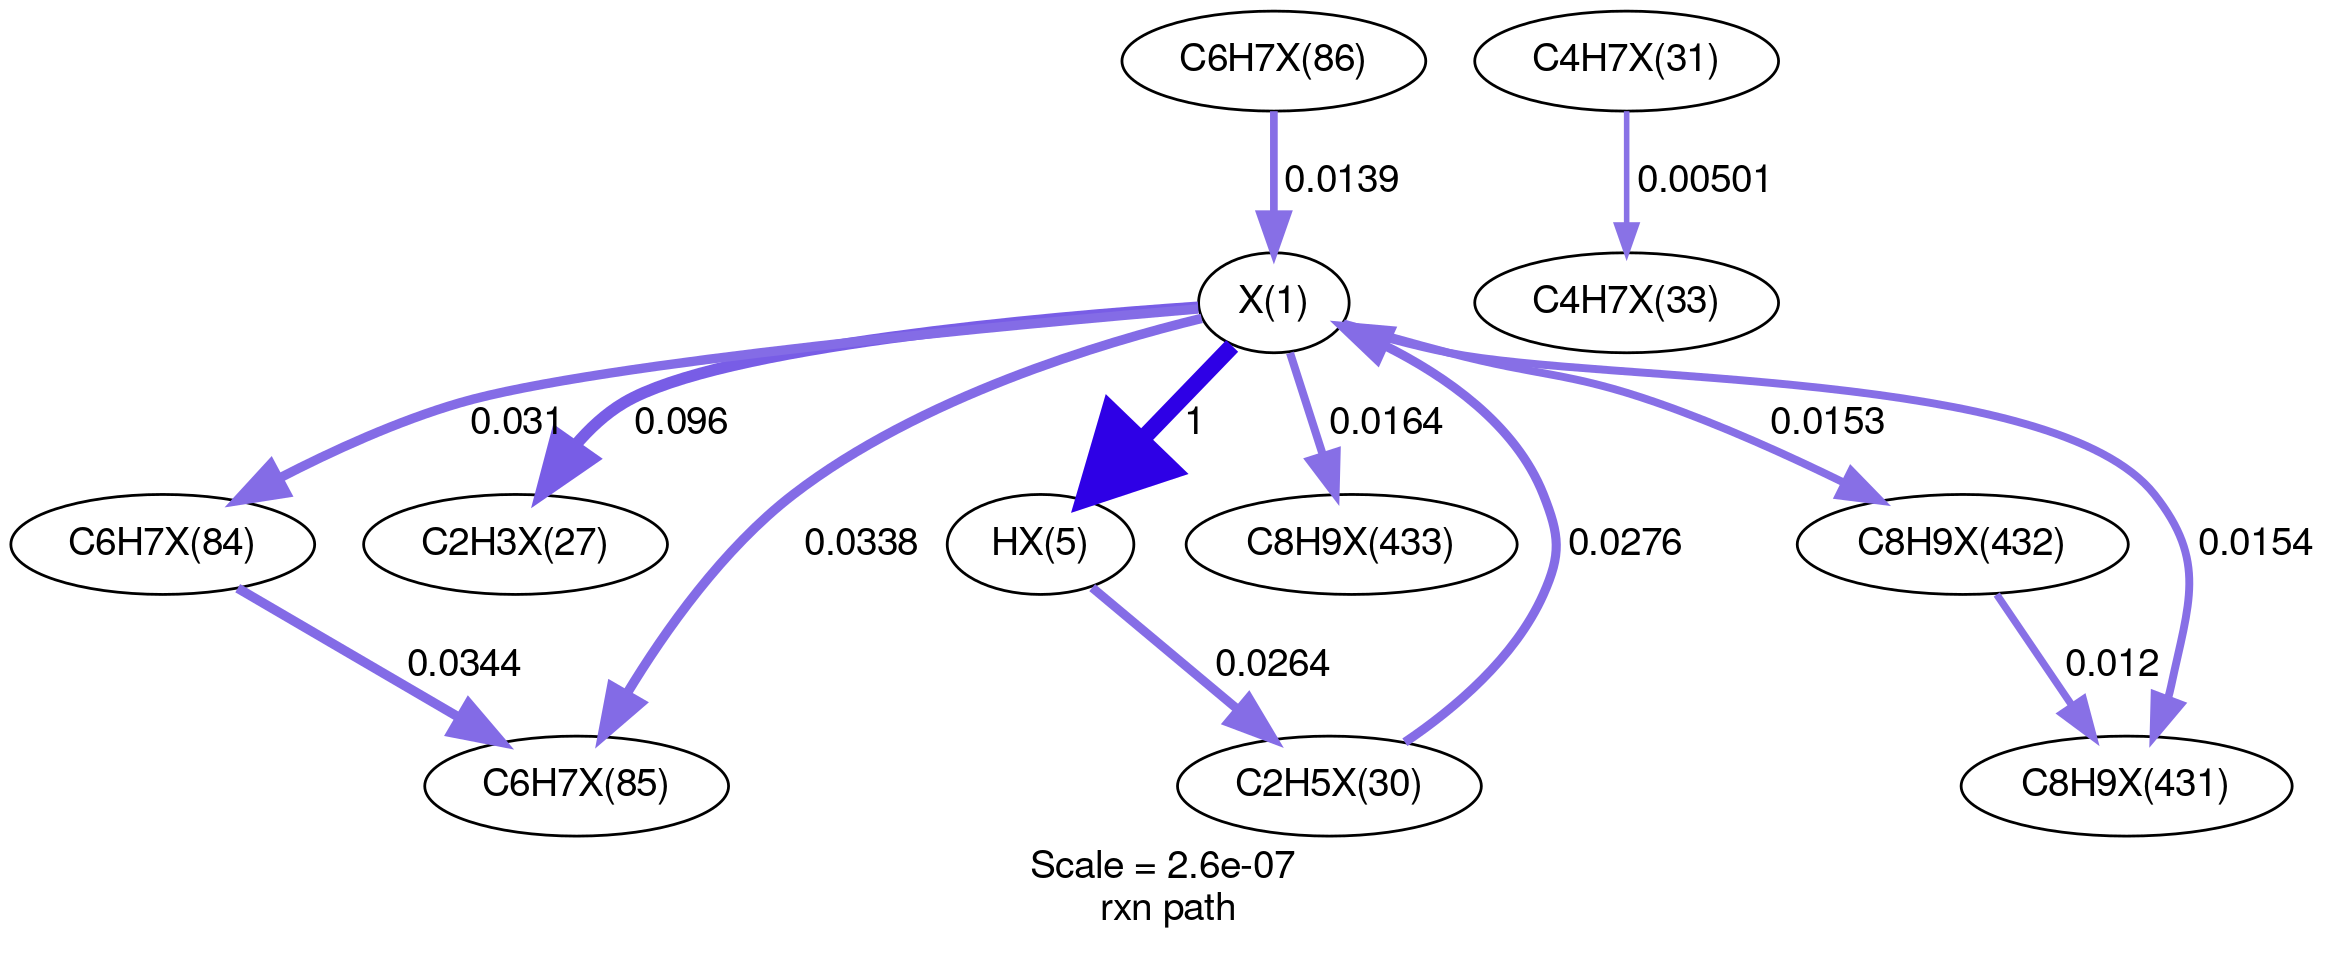 C6H7X(86)
C4H7X(31)
0.0139
0.00501
X(1)
C4H7X(33)
0.031
0.096
1
0.0164
0.0153
C6H7X(84)
C2H3X(27)
0.0338
HX(5)
C8H9X(433)
0.0276
C8H9X(432)
0.0154
0.0344
0.0264
0.012
C6H7X(85)
C2H5X(30)
C8H9X(431)
Scale = 2.6e-07
rxn path